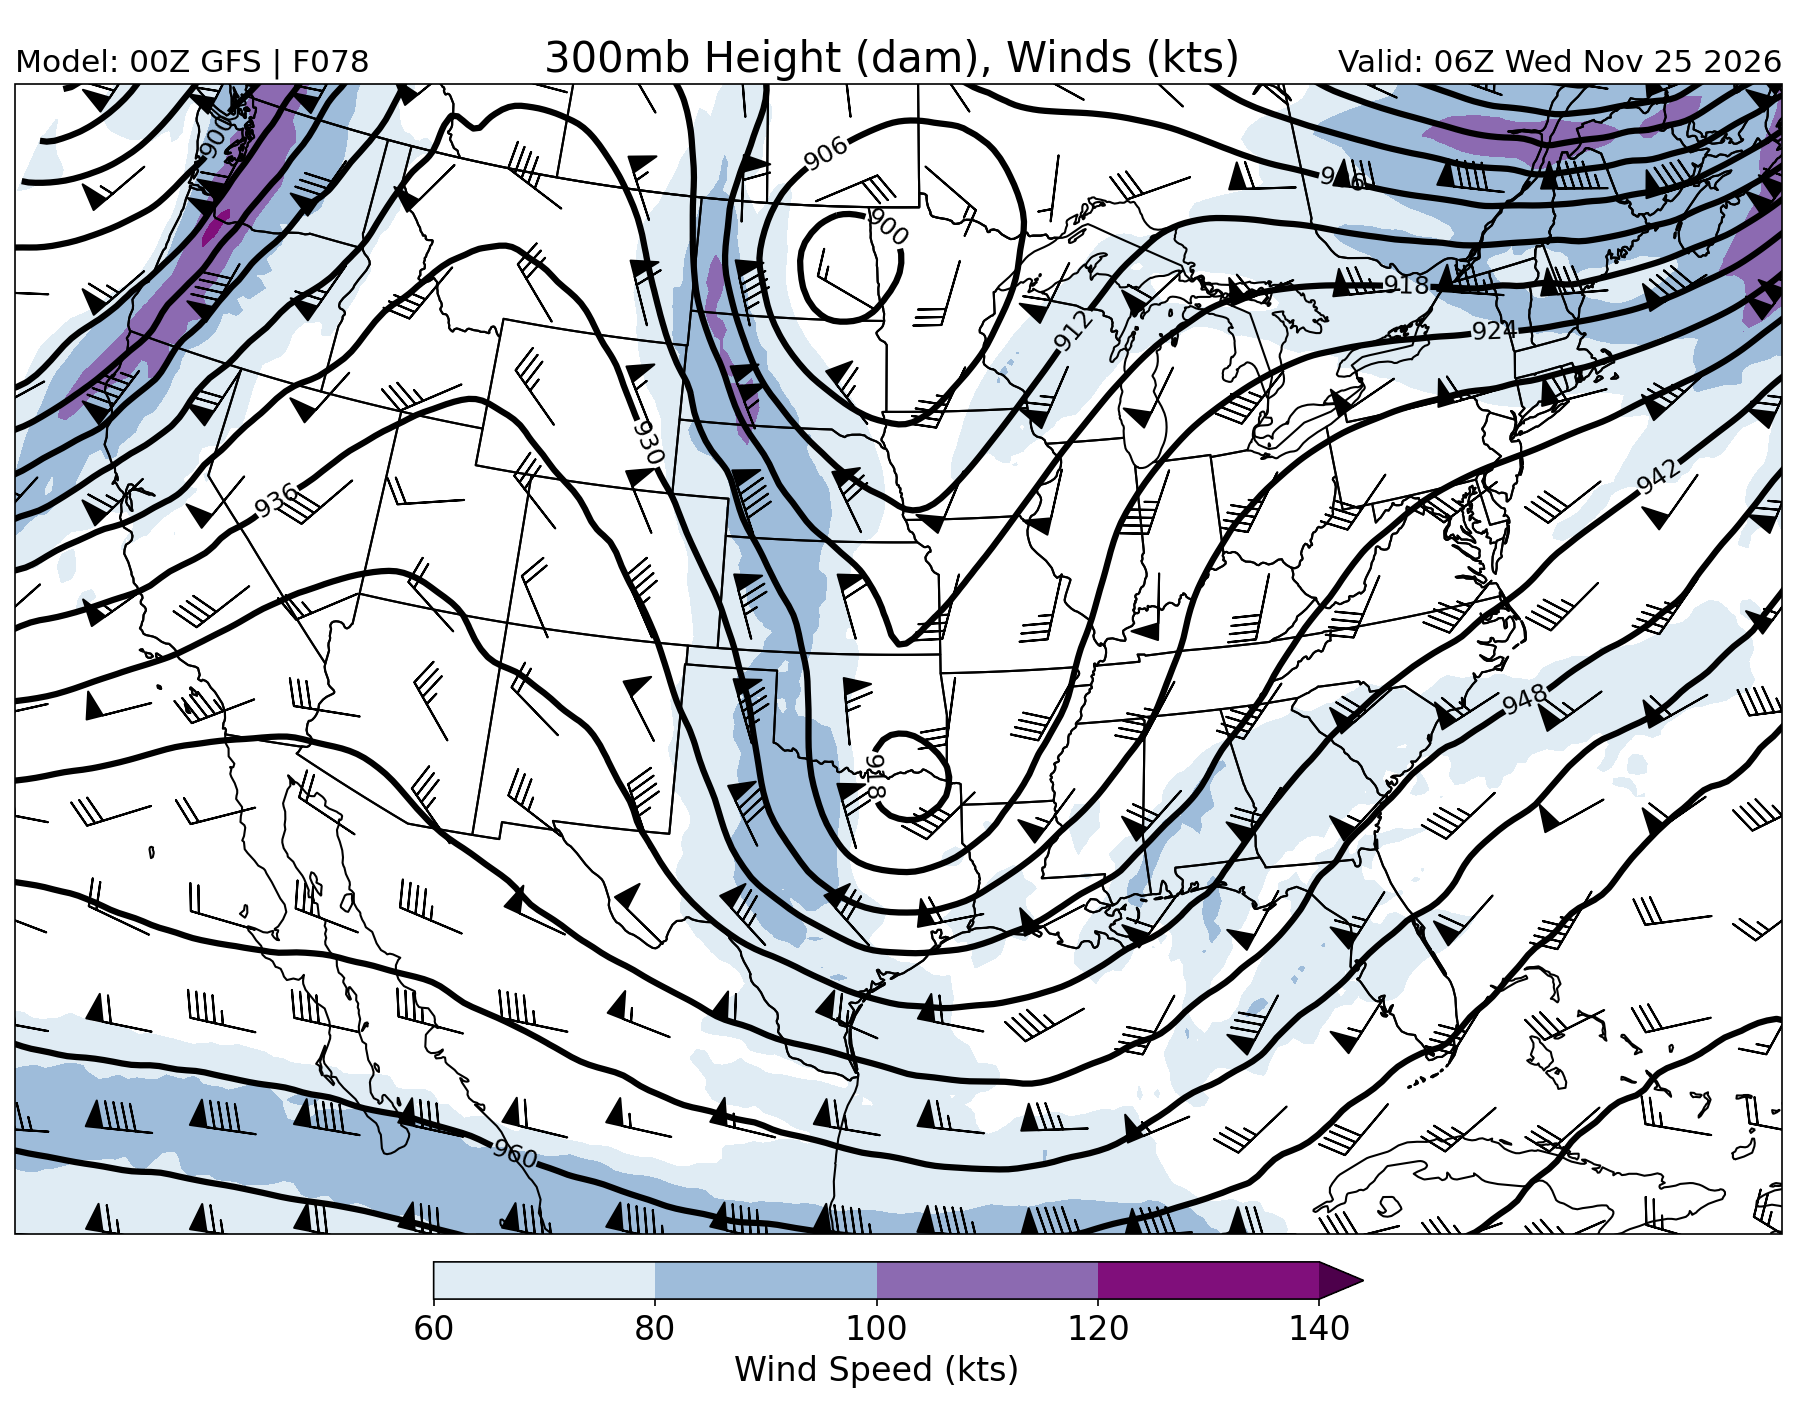 Model: 00Z GFS | F078
300mb Height (dam), Winds (kts)
Valid: 06Z Wed Nov 25 2026
900
906
900
906
918
912
924
930
936
942
948
918
960
60 80 100 120 140
Wind Speed (kts)